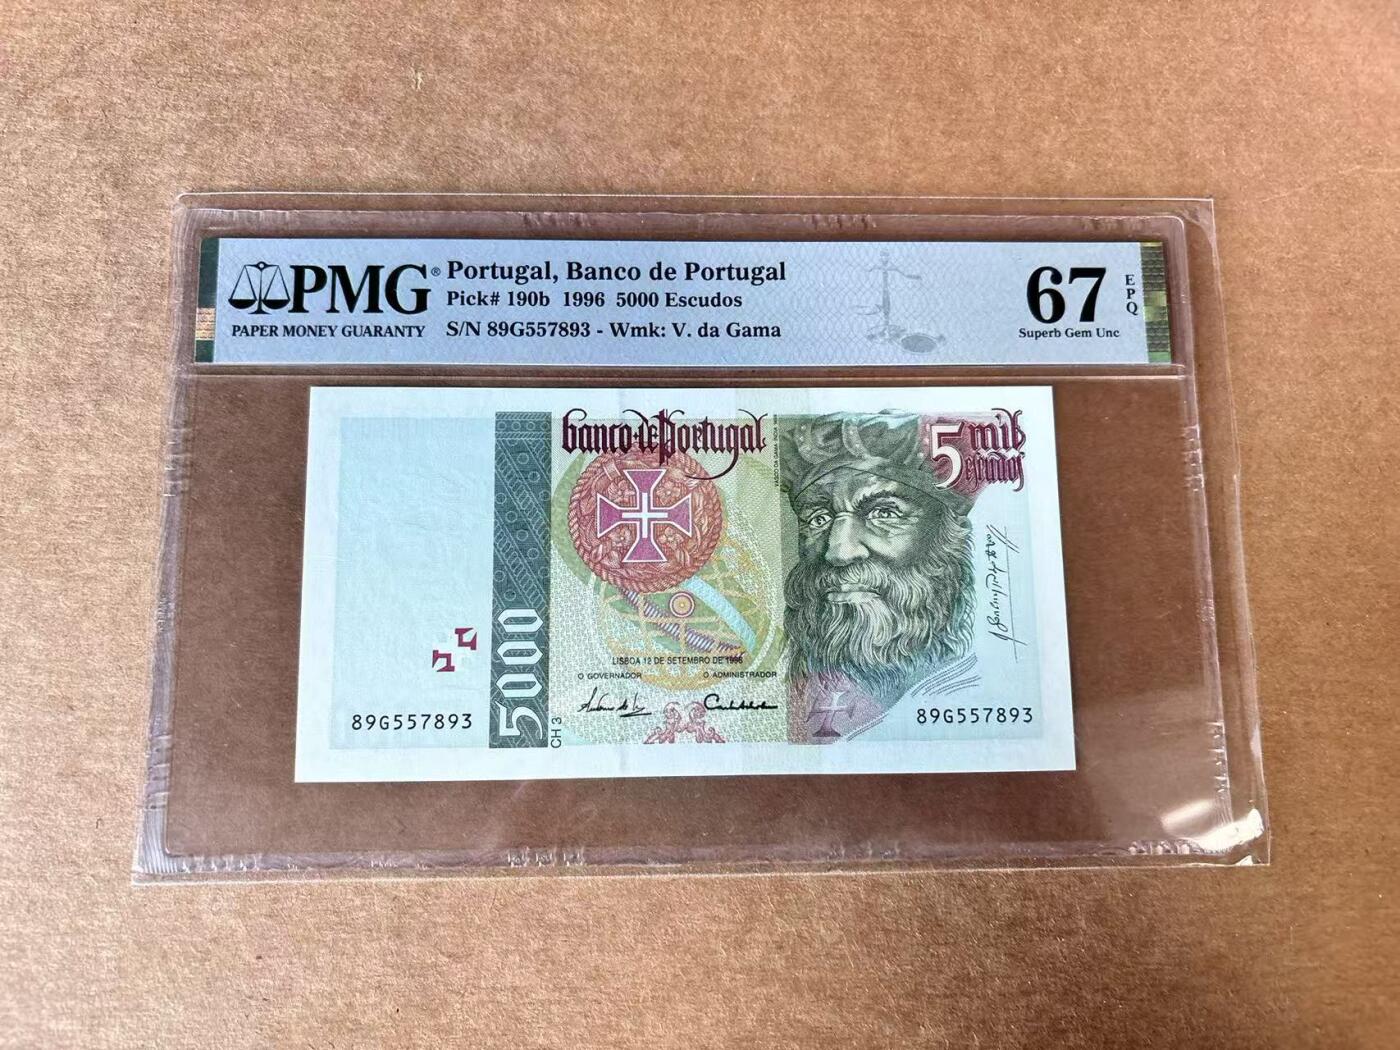 PMG®
PAPER MONEY GUARANTY
Portugal, Banco de Portugal
Pick# 190b 1996 5000 Escudos
S/N 89G557893 - Wmk: V. da Gama
67
EPQ
Superb Gem Unc
banco de Portugal
5 mil
escudos
5000
LISBOA 12 DE SETEMBRO DE 1996
O GOVERNADOR
O ADMINISTRADOR
89G557893
CH 3
89G557893